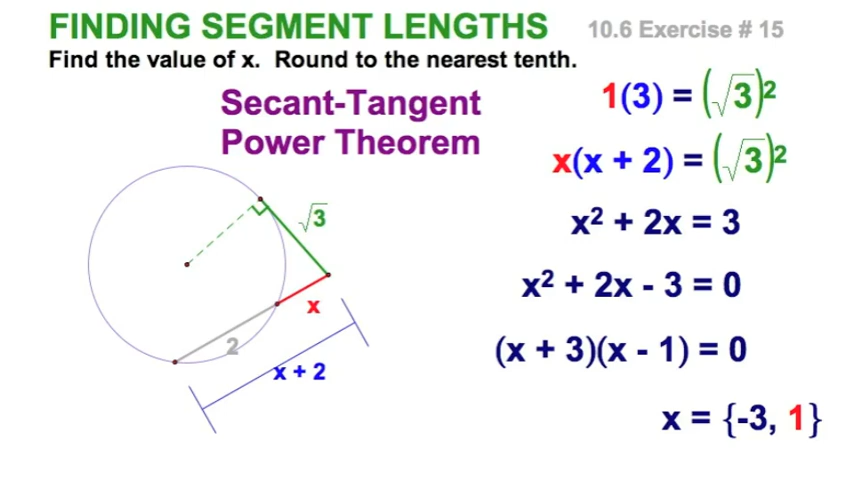 FINDING SEGMENT LENGTHS 10.6 Exercise # 15
Find the value of x. Round to the nearest tenth.
Secant-Tangent
Power Theorem
1(3) = (√3)²
x(x + 2) = (√3)²
x² + 2x = 3
x² + 2x - 3 = 0
(x + 3)(x - 1) = 0
x = {-3, 1}
√3
x
2
x + 2